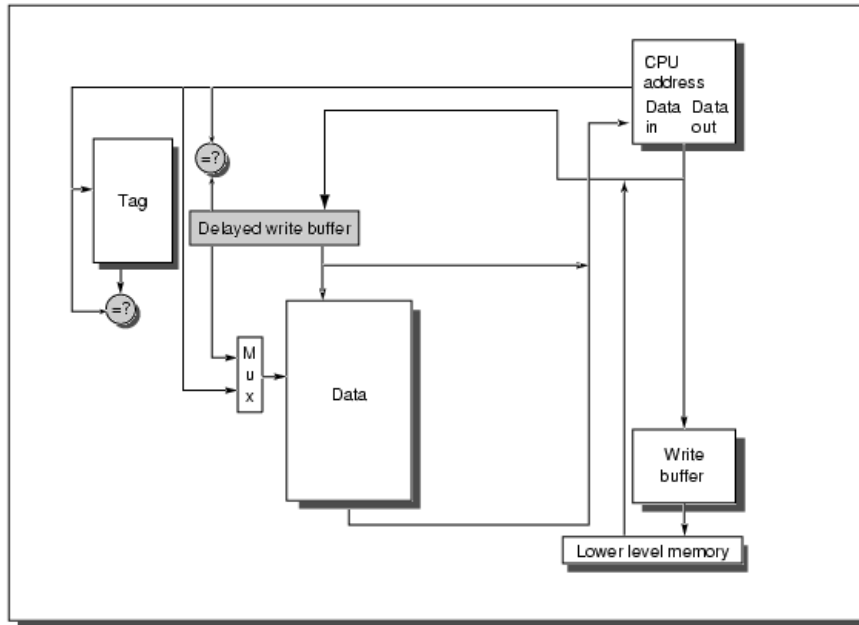 CPU
address
Data Data
in out
=?
Tag
Delayed write buffer
=?
M
u
x
Data
Write
buffer
Lower level memory